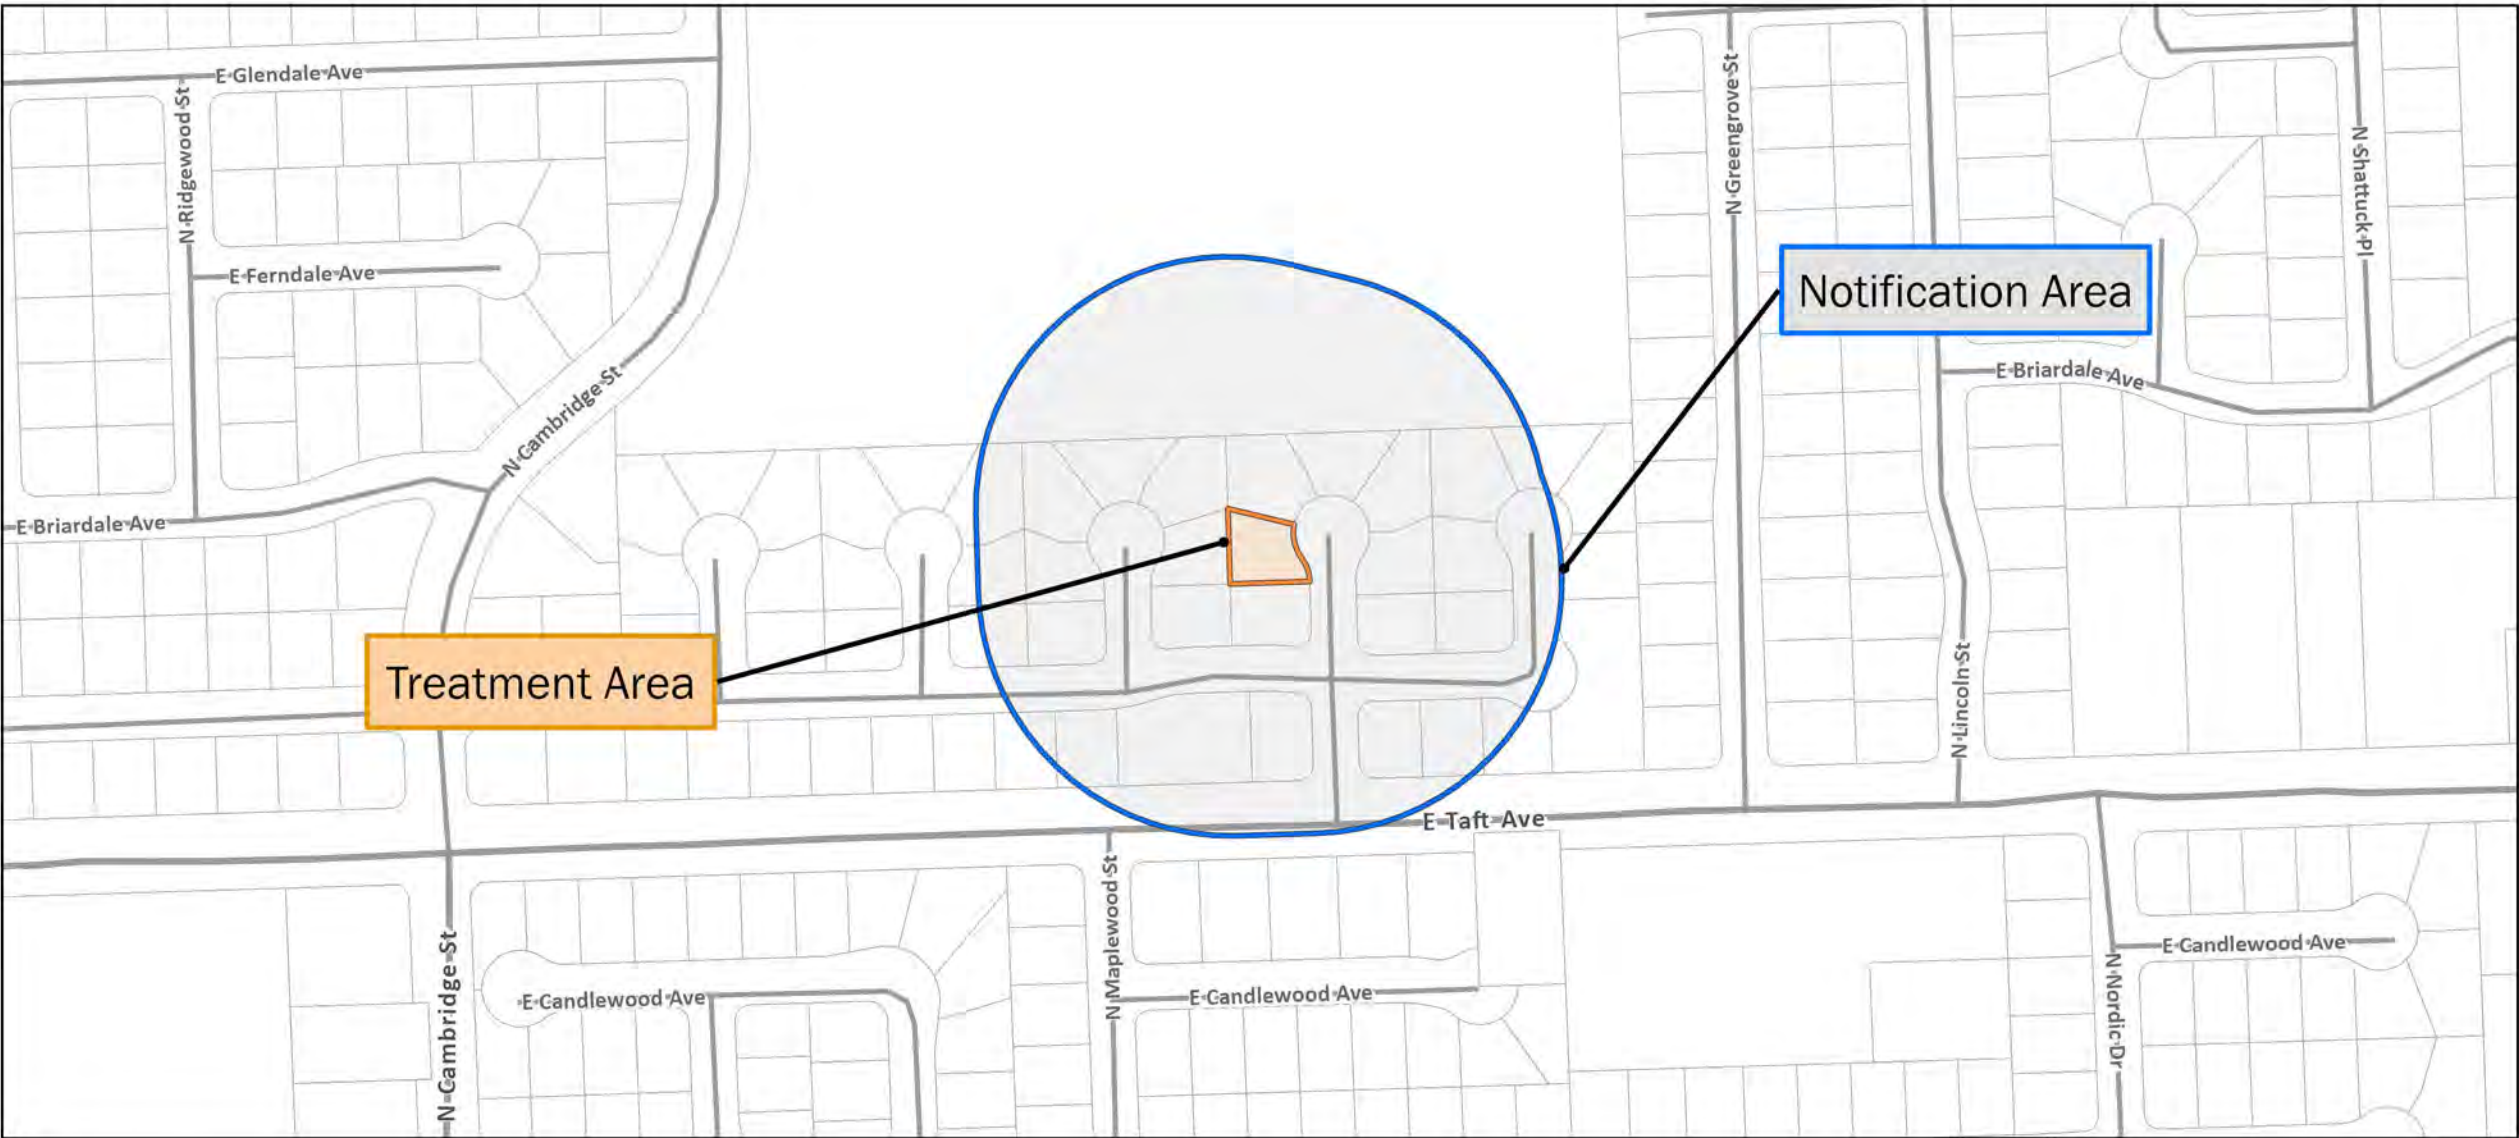 E Glendale Ave
N Ridgewood St
N Greengrove St
N Shattuck Pl
E Ferndale Ave
Notification Area
N Cambridge St
E Briardale Ave
E Briardale Ave
Treatment Area
N Lincoln St
E Taft Ave
N Maplewood St
N Cambridge St
E Candlewood Ave
E Candlewood Ave
E Candlewood Ave
N Nordic Dr